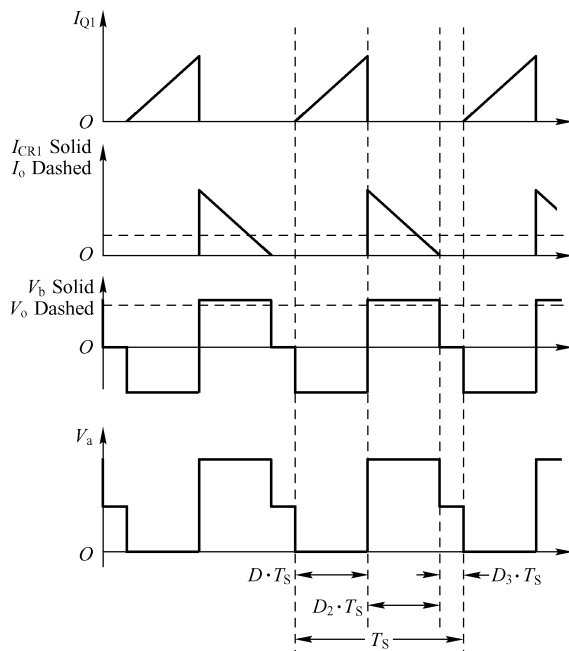 I_Q1
O
I_CR1 Solid
I_o Dashed
O
V_b Solid
V_o Dashed
O
V_a
O
D·T_S
D_3·T_S
D_2·T_S
T_S